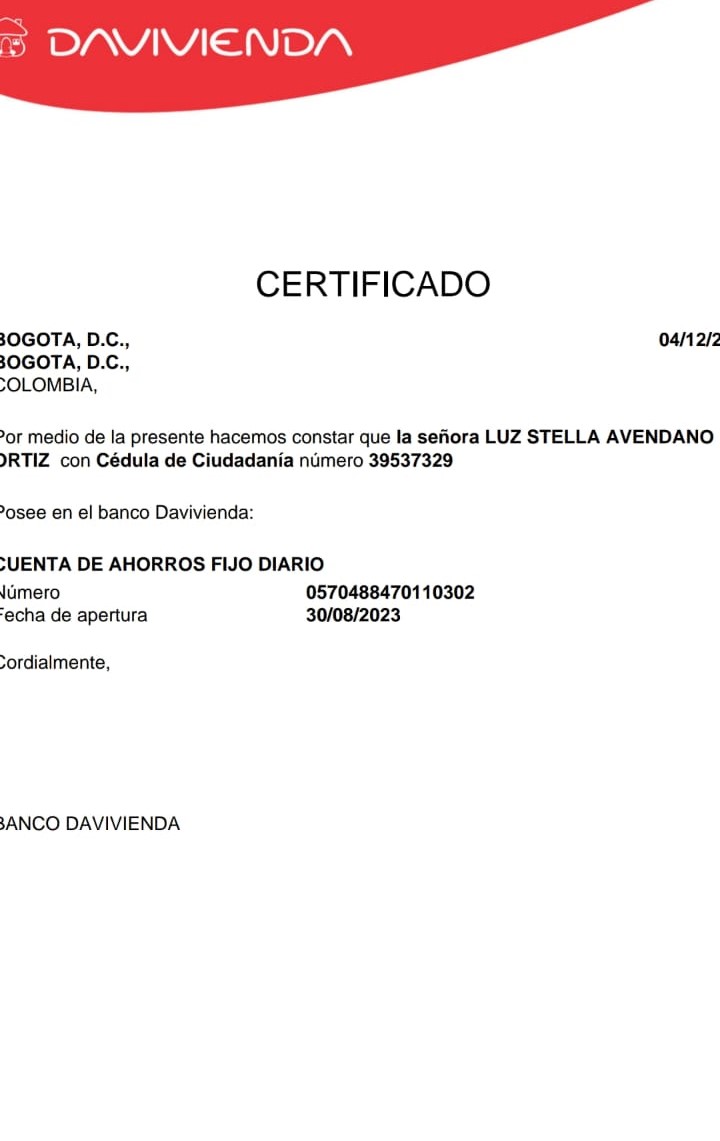 DAVIVIENDA
CERTIFICADO
BOGOTA, D.C., 04/12/2
BOGOTA, D.C.,
COLOMBIA,
Por medio de la presente hacemos constar que la señora LUZ STELLA AVENDANO
ORTIZ con Cédula de Ciudadanía número 39537329
Posee en el banco Davivienda:
CUENTA DE AHORROS FIJO DIARIO
Número 0570488470110302
Fecha de apertura 30/08/2023
Cordialmente,
BANCO DAVIVIENDA